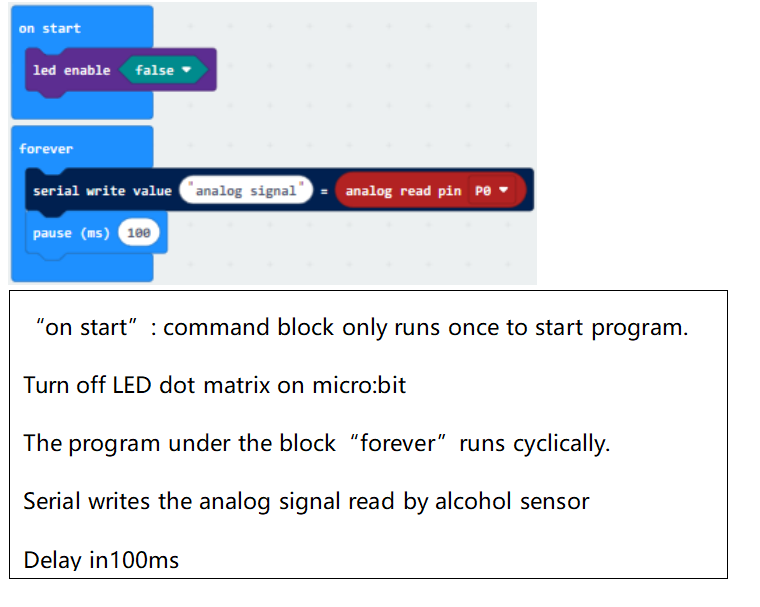 on start
led enable false
forever
serial write value "analog signal" = analog read pin P0
pause (ms) 100
“on start”: command block only runs once to start program.
Turn off LED dot matrix on micro:bit
The program under the block “forever” runs cyclically.
Serial writes the analog signal read by alcohol sensor
Delay in100ms